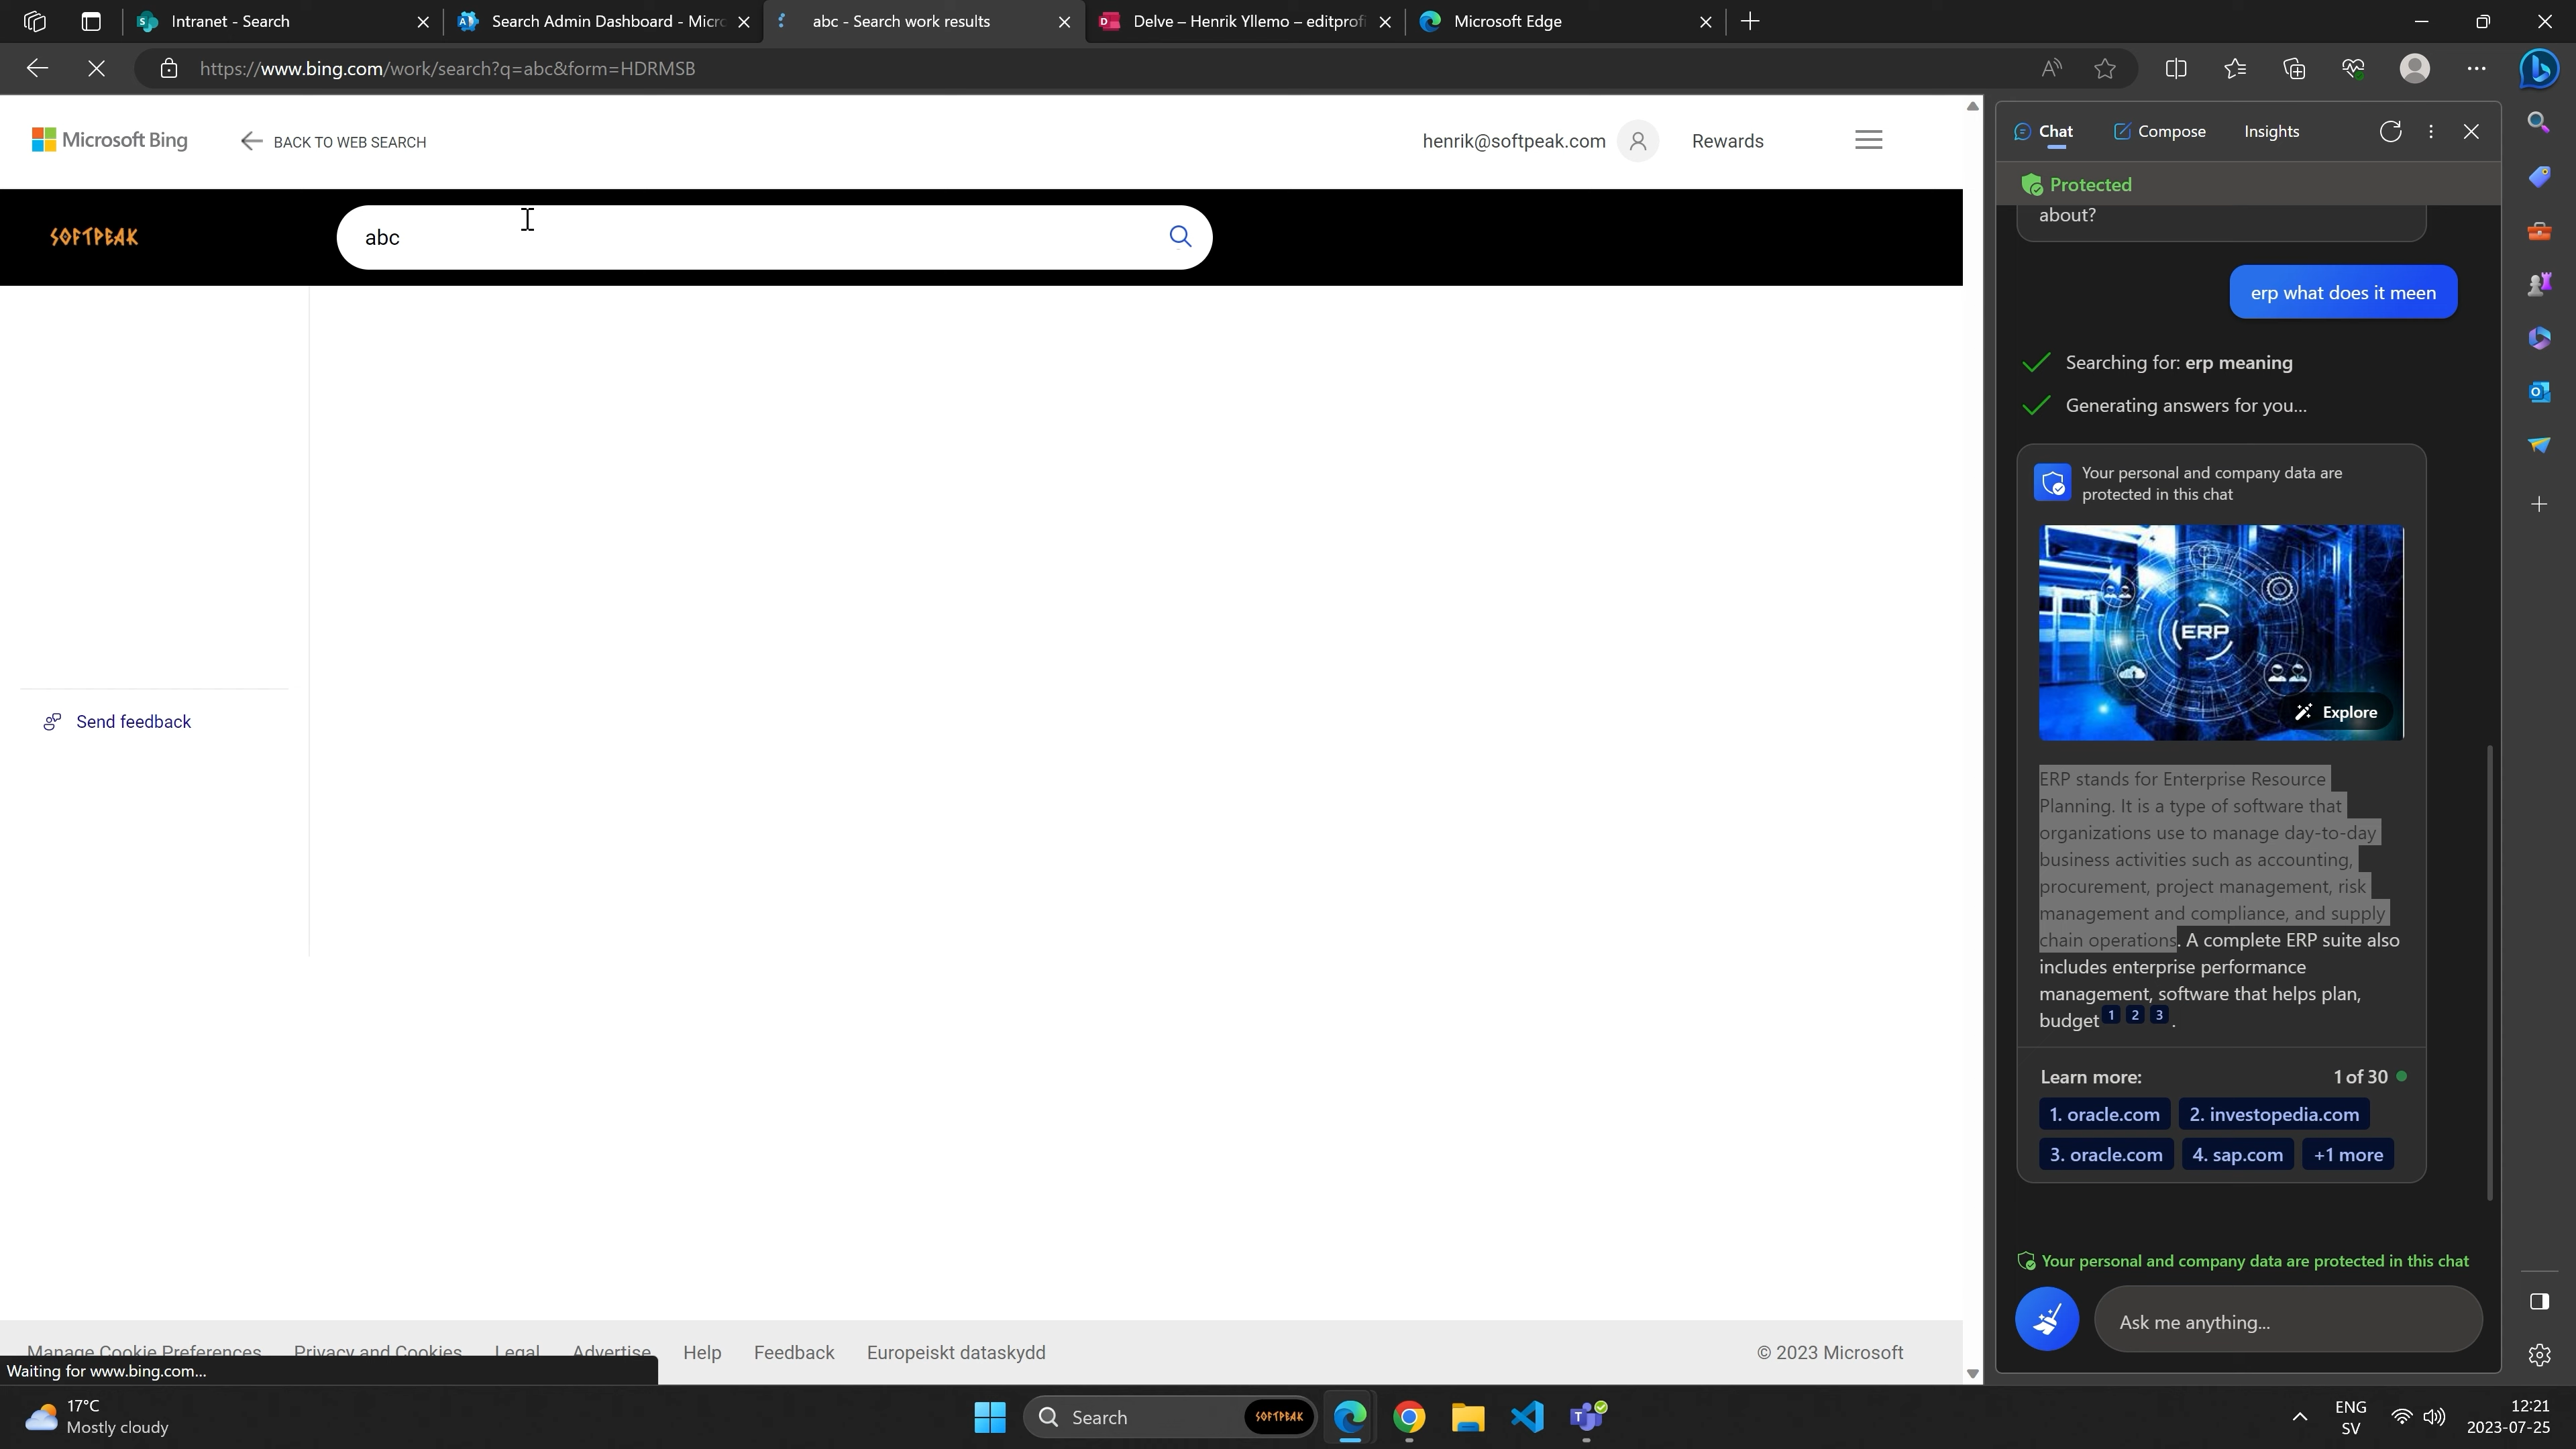 Intranet - Search
Search Admin Dashboard - Micro
abc - Search work results
Delve – Henrik Yllemo – editprofi
Microsoft Edge
https://www.bing.com/work/search?q=abc&form=HDRMSB
Microsoft Bing
BACK TO WEB SEARCH
henrik@softpeak.com
Rewards
SOFTPEAK
abc
Send feedback
Manage Cookie Preferences
Privacy and Cookies
Legal
Advertise
Help
Feedback
Europeiskt dataskydd
© 2023 Microsoft
Waiting for www.bing.com...
Chat
Compose
Insights
Protected
about?
erp what does it meen
Searching for: erp meaning
Generating answers for you...
Your personal and company data are
protected in this chat
ERP
Explore
ERP stands for Enterprise Resource
Planning. It is a type of software that
organizations use to manage day-to-day
business activities such as accounting,
procurement, project management, risk
management and compliance, and supply
chain operations. A complete ERP suite also
includes enterprise performance
management, software that helps plan,
budget 1 2 3 .
Learn more:
1 of 30
1. oracle.com
2. investopedia.com
3. oracle.com
4. sap.com
+1 more
Your personal and company data are protected in this chat
Ask me anything...
17°C
Mostly cloudy
Search
SOFTPEAK
ENG
SV
12:21
2023-07-25